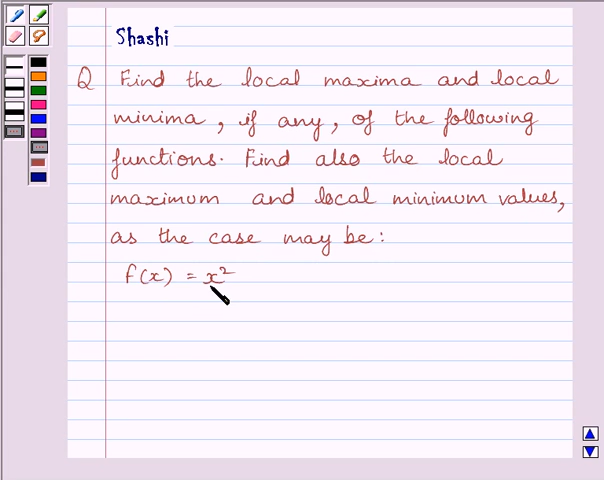 Shashi
Q Find the local maxima and local
minima, if any, of the following
functions. Find also the local
maximum and local minimum values,
as the case may be:
f(x) = x²